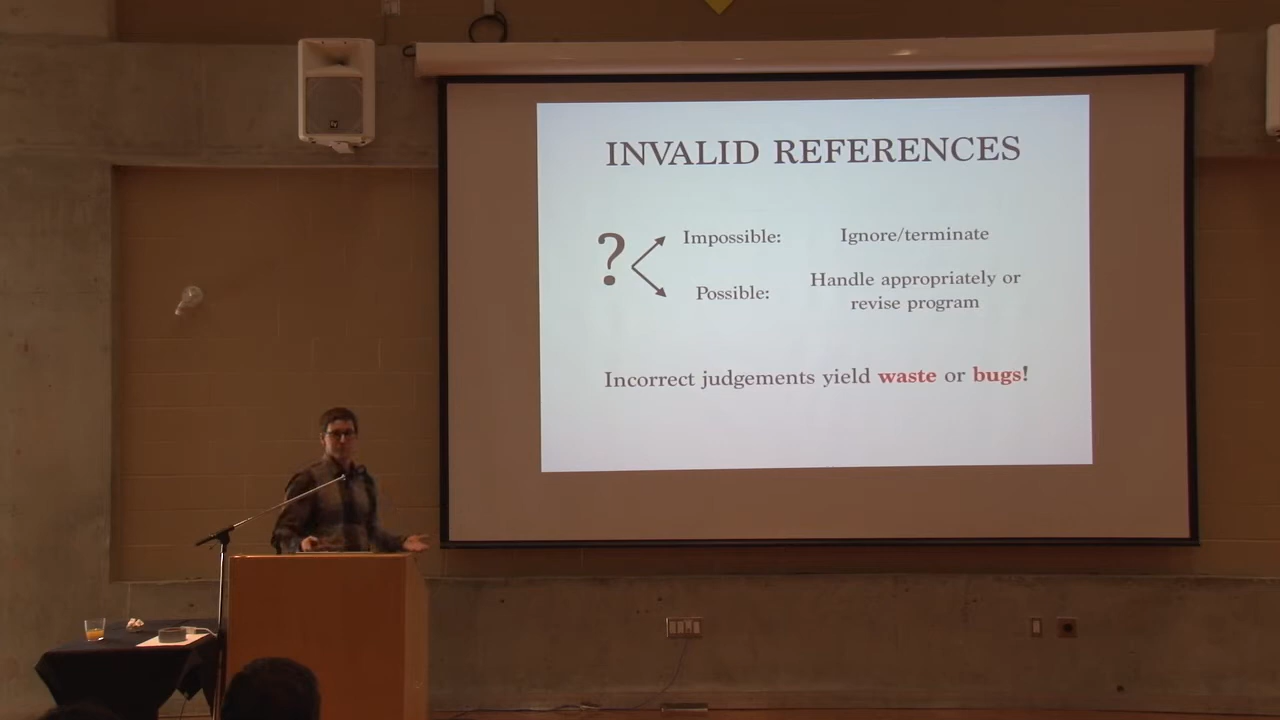 INVALID REFERENCES
?
Impossible: Ignore/terminate
Possible: Handle appropriately or
revise program
Incorrect judgements yield waste or bugs!